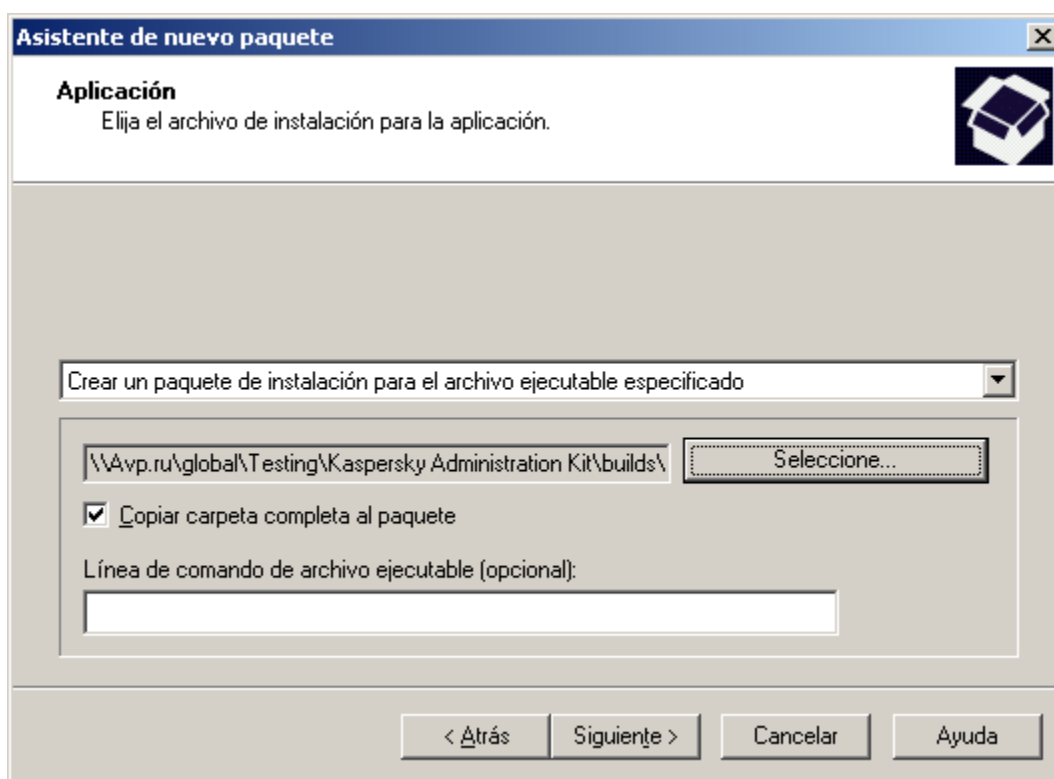 Asistente de nuevo paquete
Aplicación
Elija el archivo de instalación para la aplicación.
Crear un paquete de instalación para el archivo ejecutable especificado
\\Avp.ru\global\Testing\Kaspersky Administration Kit\builds\
Seleccione...
Copiar carpeta completa al paquete
Línea de comando de archivo ejecutable (opcional):
< Atrás Siguiente > Cancelar Ayuda